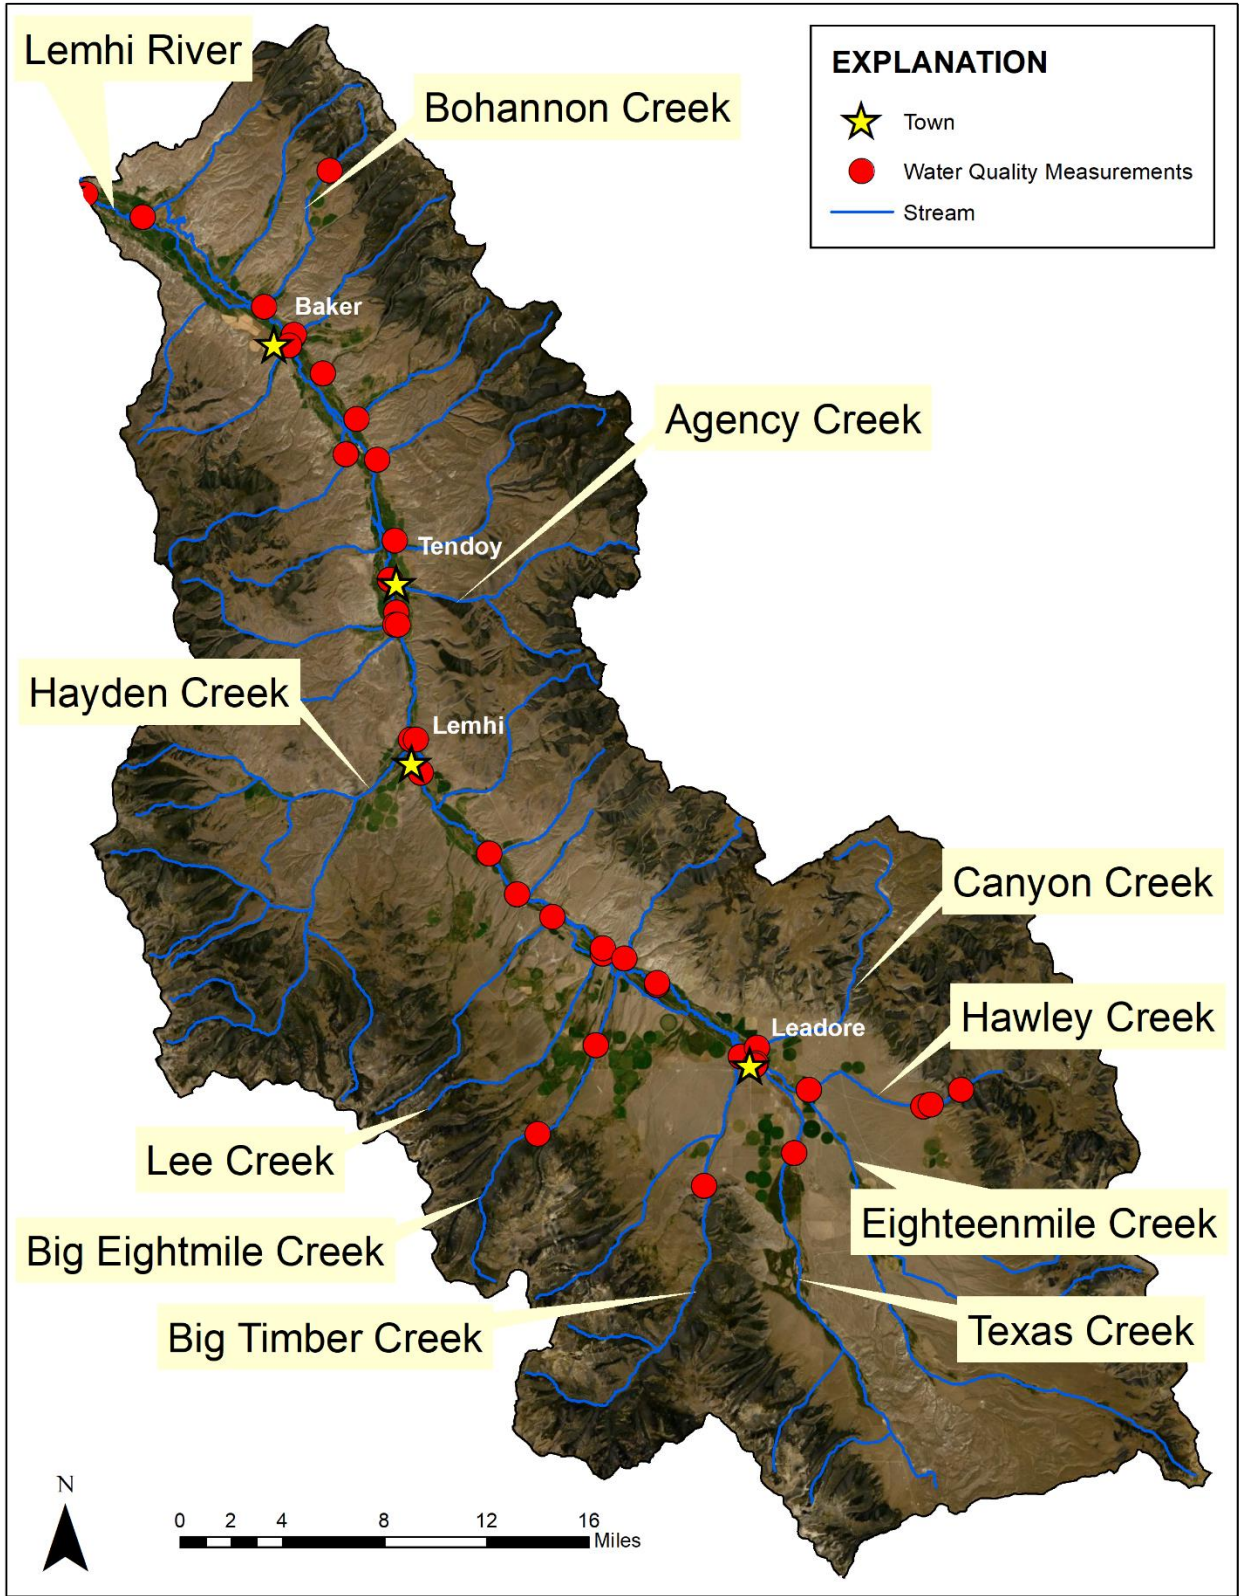 Lemhi River
Bohannon Creek
EXPLANATION
Town
Water Quality Measurements
Stream
Baker
Agency Creek
Tendoy
Hayden Creek
Lemhi
Canyon Creek
Hawley Creek
Leadore
Lee Creek
Eighteenmile Creek
Big Eightmile Creek
Big Timber Creek
Texas Creek
N
0 2 4 8 12 16
Miles